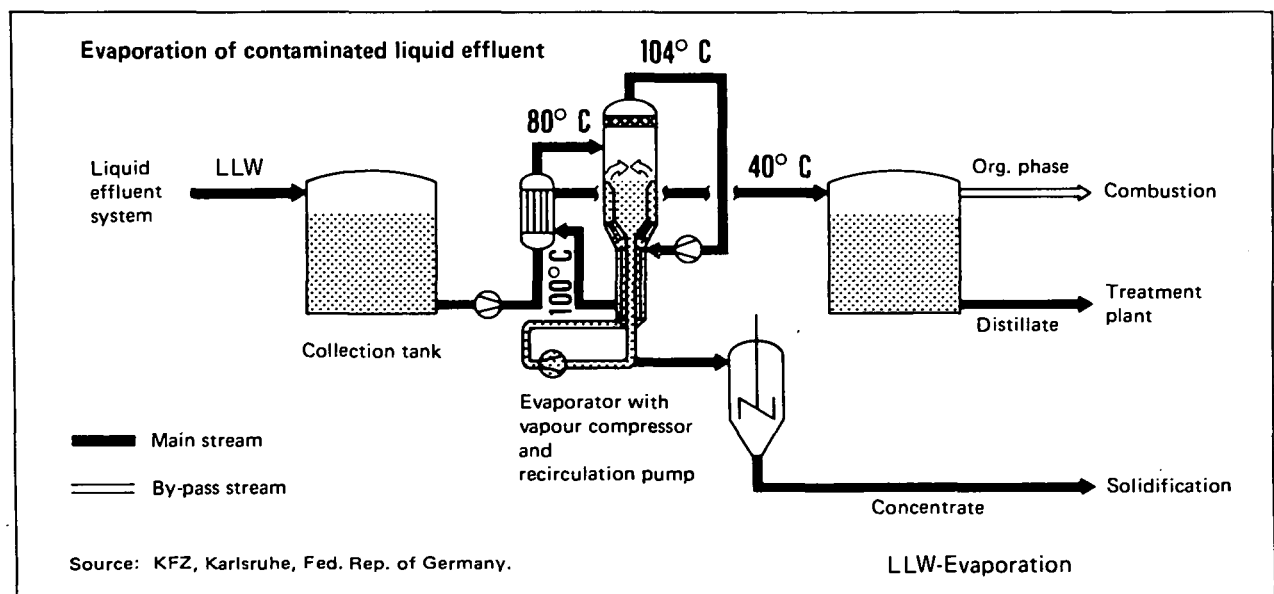 Evaporation of contaminated liquid effluent
104° C
80° C
Liquid
effluent
system
LLW
40° C
Org. phase
Combustion
100° C
Treatment
plant
Distillate
Collection tank
Evaporator with
vapour compressor
and
recirculation pump
Main stream
By-pass stream
Solidification
Concentrate
Source: KFZ, Karlsruhe, Fed. Rep. of Germany.
LLW-Evaporation